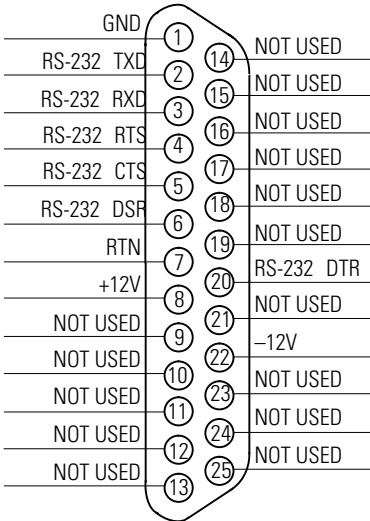 GND 1
RS-232 TXD 2
RS-232 RXD 3
RS-232 RTS 4
RS-232 CTS 5
RS-232 DSR 6
RTN 7
+12V 8
NOT USED 9
NOT USED 10
NOT USED 11
NOT USED 12
NOT USED 13
14 NOT USED
15 NOT USED
16 NOT USED
17 NOT USED
18 NOT USED
19 NOT USED
20 RS-232 DTR
21 NOT USED
22 –12V
23 NOT USED
24 NOT USED
25 NOT USED